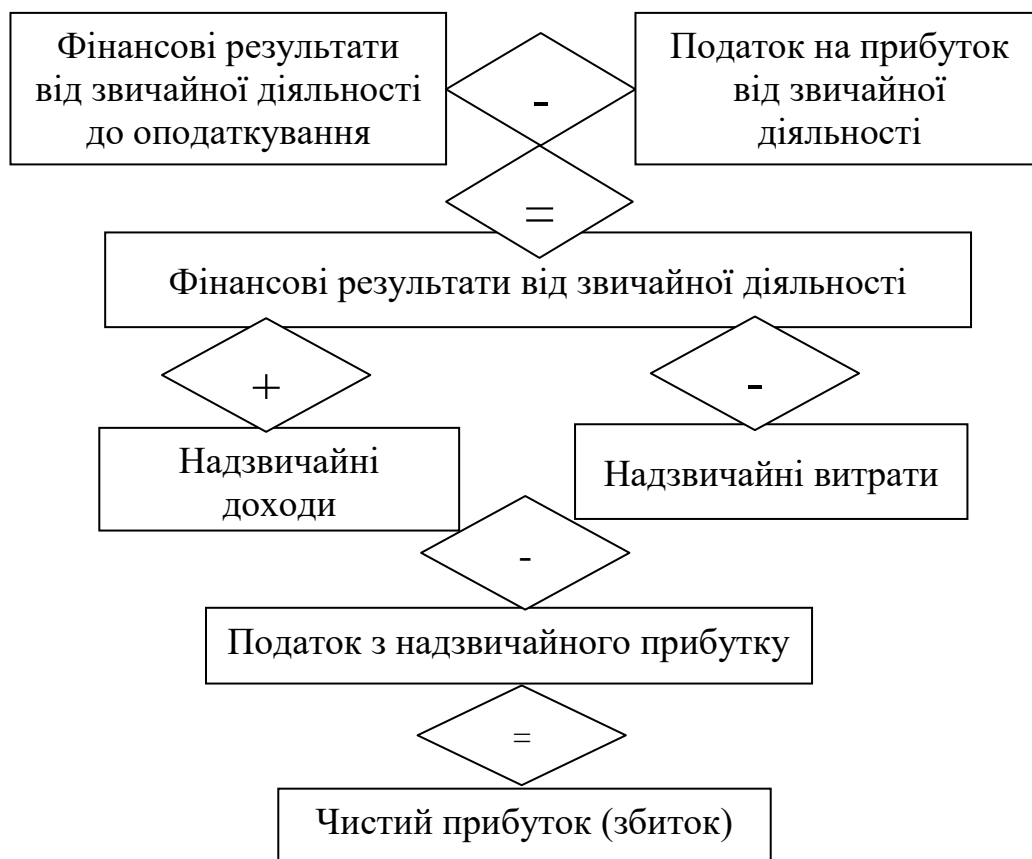 Фінансові результати
від звичайної діяльності
до оподаткування
-
Податок на прибуток
від звичайної
діяльності
=
Фінансові результати від звичайної діяльності
+
-
Надзвичайні
доходи
Надзвичайні витрати
-
Податок з надзвичайного прибутку
=
Чистий прибуток (збиток)